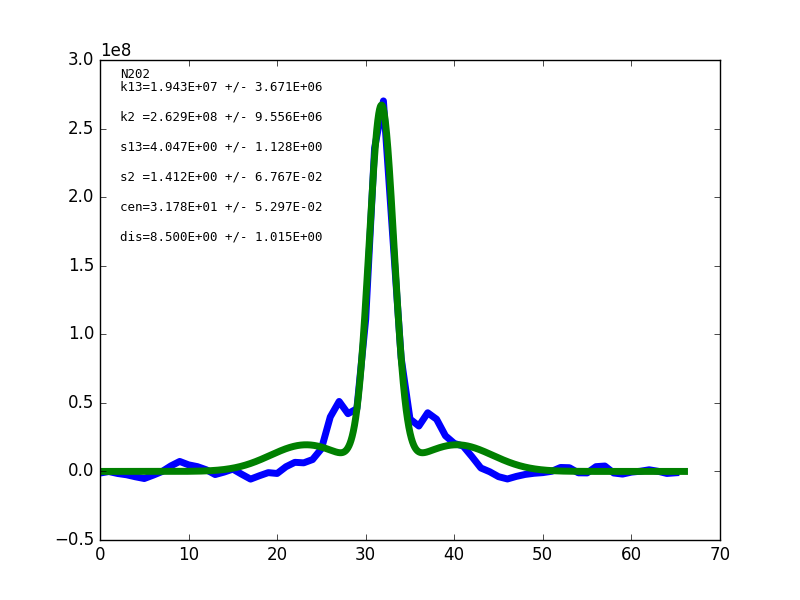 1e8
3.0
2.5
2.0
1.5
1.0
0.5
0.0
−0.5
N202
k13=1.943E+07 +/- 3.671E+06
k2 =2.629E+08 +/- 9.556E+06
s13=4.047E+00 +/- 1.128E+00
s2 =1.412E+00 +/- 6.767E-02
cen=3.178E+01 +/- 5.297E-02
dis=8.500E+00 +/- 1.015E+00
0 10 20 30 40 50 60 70